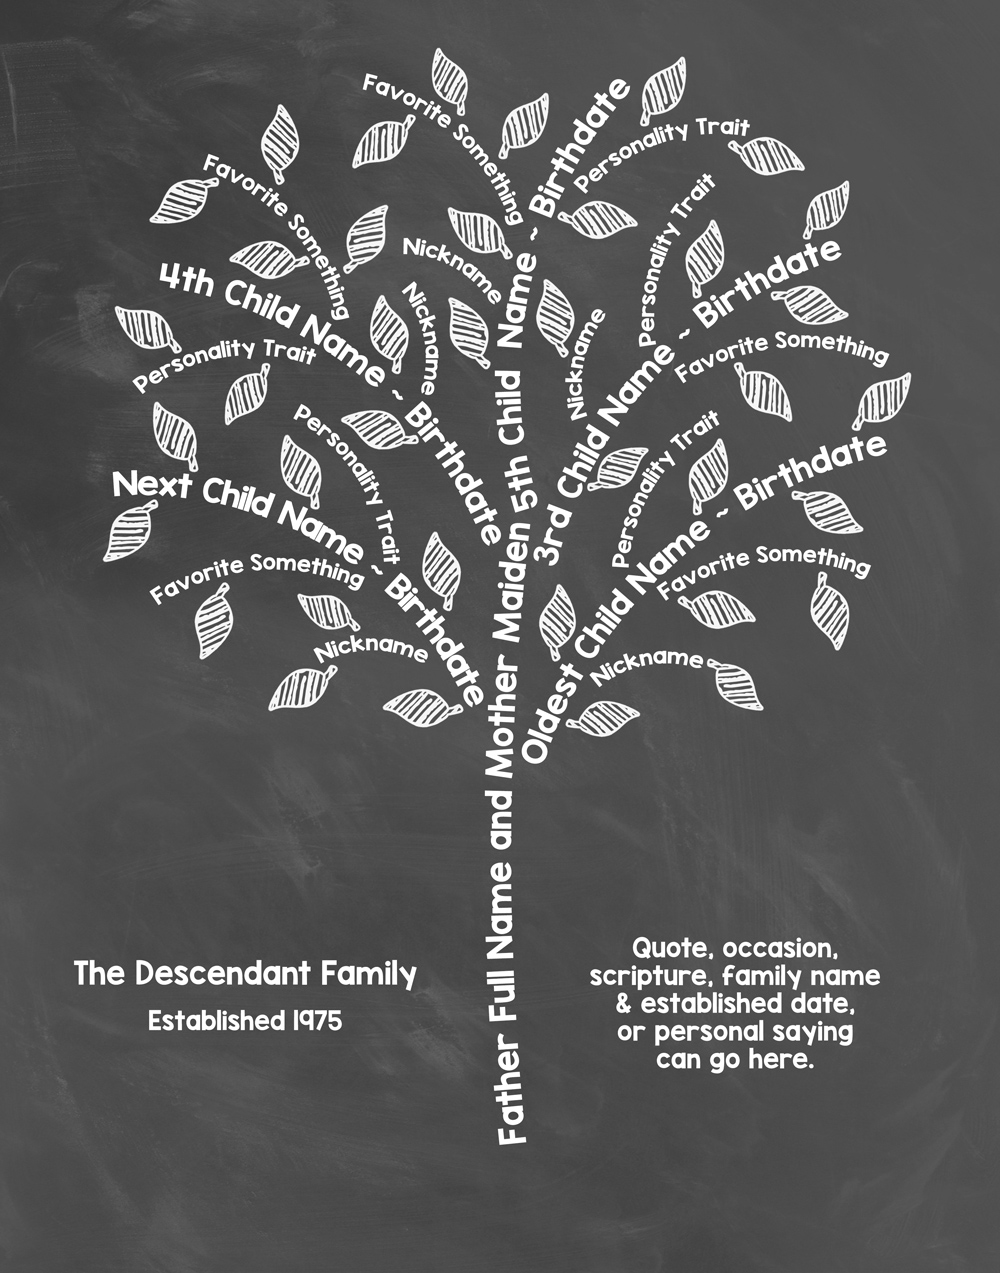 Favorite Something
Birthdate
Personality Trait
Favorite Something
Personality Trait
Nickname
4th Child Name ~ Birthdate
Nickname
Nickname
5th Child Name ~
3rd Child Name ~ Birthdate
Personality Trait
Favorite Something
Personality Trait
Personality Trait
Next Child Name ~ Birthdate
Oldest Child Name ~ Birthdate
Favorite Something
Favorite Something
Nickname
Nickname
Father Full Name and Mother Maiden
The Descendant Family
Established 1975
Quote, occasion,
scripture, family name
& established date,
or personal saying
can go here.